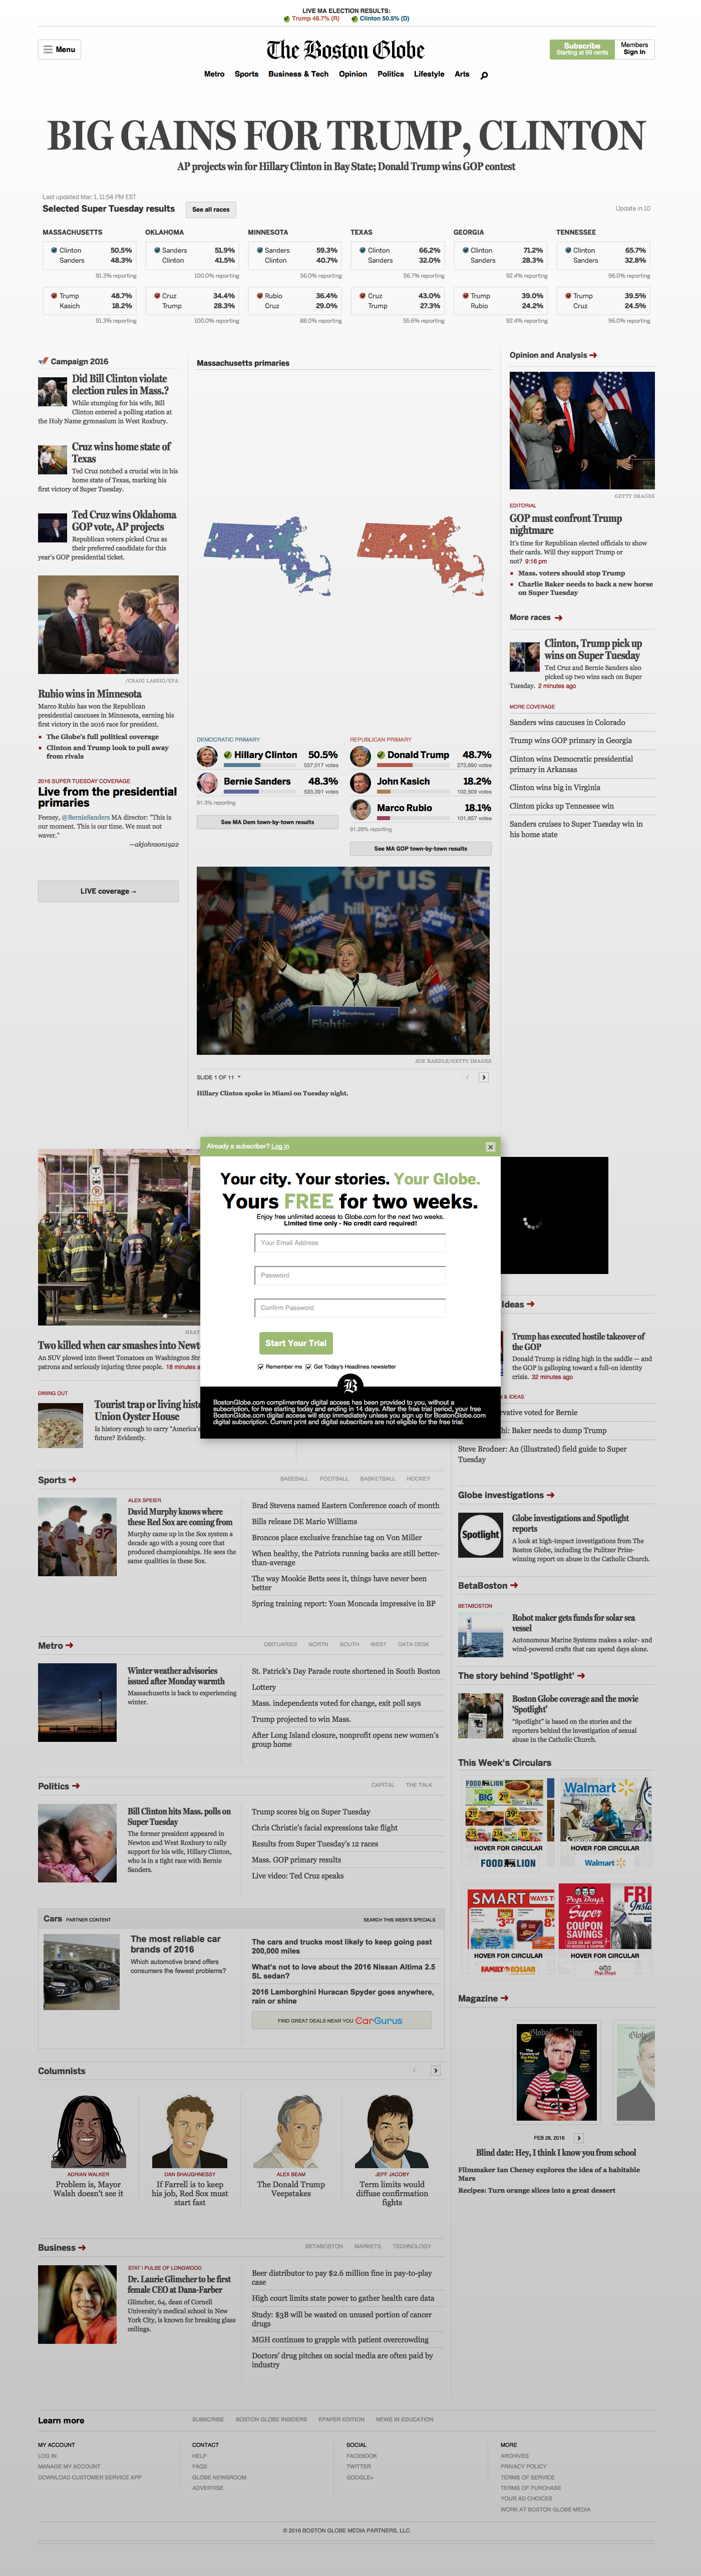 LIVE MA ELECTION RESULTS:
Trump 48.7% (R) Clinton 50.5% (D)
Menu
The Boston Globe
Subscribe
Starting at 99 cents
Members
Sign In
Metro Sports Business & Tech Opinion Politics Lifestyle Arts
BIG GAINS FOR TRUMP, CLINTON
AP projects win for Hillary Clinton in Bay State; Donald Trump wins GOP contest
Last updated Mar. 1, 11:54 PM EST
Selected Super Tuesday results See all races Update in 10
MASSACHUSETTS
Clinton 50.5%
Sanders 48.3%
91.3% reporting
Trump 48.7%
Kasich 18.2%
91.3% reporting
OKLAHOMA
Sanders 51.9%
Clinton 41.5%
100.0% reporting
Cruz 34.4%
Trump 28.3%
100.0% reporting
MINNESOTA
Sanders 59.3%
Clinton 40.7%
56.0% reporting
Rubio 36.4%
Cruz 29.0%
88.0% reporting
TEXAS
Clinton 66.2%
Sanders 32.0%
56.7% reporting
Cruz 43.0%
Trump 27.3%
55.6% reporting
GEORGIA
Clinton 71.2%
Sanders 28.3%
92.4% reporting
Trump 39.0%
Rubio 24.2%
92.4% reporting
TENNESSEE
Clinton 65.7%
Sanders 32.8%
96.0% reporting
Trump 39.5%
Cruz 24.5%
96.0% reporting
Campaign 2016
Did Bill Clinton violate
election rules in Mass.?
While stumping for his wife, Bill
Clinton entered a polling station at
the Holy Name gymnasium in West Roxbury.
Cruz wins home state of
Texas
Ted Cruz notched a crucial win in his
home state of Texas, marking his
first victory of Super Tuesday.
Ted Cruz wins Oklahoma
GOP vote, AP projects
Republican voters picked Cruz as
their preferred candidate for this
year's GOP presidential ticket.
/CRAIG LASSIG/EPA
Rubio wins in Minnesota
Marco Rubio has won the Republican
presidential caucuses in Minnesota, earning his
first victory in the 2016 race for president.
The Globe's full political coverage
Clinton and Trump look to pull away
from rivals
2016 SUPER TUESDAY COVERAGE
Live from the presidential
primaries
Feeney, @BernieSanders MA director: "This is
our moment. This is our time. We must not
waver."
—akjohnson1922
LIVE coverage →
Massachusetts primaries
DEMOCRATIC PRIMARY
Hillary Clinton 50.5%
557,017 votes
Bernie Sanders 48.3%
533,391 votes
91.3% reporting
See MA Dem town-by-town results
REPUBLICAN PRIMARY
Donald Trump 48.7%
273,890 votes
John Kasich 18.2%
102,509 votes
Marco Rubio 18.1%
101,657 votes
91.26% reporting
See MA GOP town-by-town results
for us
hillaryclinton.com
Fighting
JOE RAEDLE/GETTY IMAGES
SLIDE 1 OF 11
Hillary Clinton spoke in Miami on Tuesday night.
Opinion and Analysis →
GETTY IMAGES
EDITORIAL
GOP must confront Trump
nightmare
It's time for Republican elected officials to show
their cards. Will they support Trump or
not? 9:16 pm
Mass. voters should stop Trump
Charlie Baker needs to back a new horse
on Super Tuesday
More races →
Clinton, Trump pick up
wins on Super Tuesday
Ted Cruz and Bernie Sanders also
picked up two wins each on Super
Tuesday. 2 minutes ago
MORE COVERAGE
Sanders wins caucuses in Colorado
Trump wins GOP primary in Georgia
Clinton wins Democratic presidential
primary in Arkansas
Clinton wins big in Virginia
Clinton picks up Tennessee win
Sanders cruises to Super Tuesday win in
his home state
Already a subscriber? Log in
Your city. Your stories. Your Globe.
Yours FREE for two weeks.
Enjoy free unlimited access to Globe.com for the next two weeks.
Limited time only - No credit card required!
Your Email Address
Password
Confirm Password
Start Your Trial
Remember me Get Today's Headlines newsletter
B
BostonGlobe.com complimentary digital access has been provided to you, without a
subscription, for free starting today and ending in 14 days. After the free trial period, your free
BostonGlobe.com digital access will stop immediately unless you sign up for BostonGlobe.com
digital subscription. Current print and digital subscribers are not eligible for the free trial.
Two killed when car smashes into Newt
An SUV plowed into Sweet Tomatoes on Washington Str
patrons and seriously injuring three people. 18 minutes a
DINING OUT
Tourist trap or living hist
Union Oyster House
Is history enough to carry "America's
future? Evidently.
Ideas →
Trump has executed hostile takeover of
the GOP
Donald Trump is riding high in the saddle — and
the GOP is galloping toward a full-on identity
crisis. 32 minutes ago
& IDEAS
rvative voted for Bernie
hi: Baker needs to dump Trump
Steve Brodner: An (illustrated) field guide to Super
Tuesday
Sports → BASEBALL FOOTBALL BASKETBALL HOCKEY
ALEX SPEIER
David Murphy knows where
these Red Sox are coming from
Murphy came up in the Sox system a
decade ago with a young core that
produced championships. He sees the
same qualities in these Sox.
Brad Stevens named Eastern Conference coach of month
Bills release DE Mario Williams
Broncos place exclusive franchise tag on Von Miller
When healthy, the Patriots running backs are still better-
than-average
The way Mookie Betts sees it, things have never been
better
Spring training report: Yoan Moncada impressive in BP
Globe investigations →
Spotlight
Globe investigations and Spotlight
reports
A look at high-impact investigations from The
Boston Globe, including the Pulitzer Prize-
winning report on abuse in the Catholic Church.
BetaBoston →
BETABOSTON
Robot maker gets funds for solar sea
vessel
Autonomous Marine Systems makes a solar- and
wind-powered crafts that can spend days alone.
Metro → OBITUARIES NORTH SOUTH WEST DATA DESK
Winter weather advisories
issued after Monday warmth
Massachusetts is back to experiencing
winter.
St. Patrick's Day Parade route shortened in South Boston
Lottery
Mass. independents voted for change, exit poll says
Trump projected to win Mass.
After Long Island closure, nonprofit opens new women's
group home
The story behind 'Spotlight' →
Boston Globe coverage and the movie
'Spotlight'
"Spotlight" is based on the stories and the
reporters behind the investigation of sexual
abuse in the Catholic Church.
This Week's Circulars
FOOD LION
BIG
HOVER FOR CIRCULAR
FOOD LION
Walmart
HOVER FOR CIRCULAR
Walmart
SMART WAYS
HOVER FOR CIRCULAR
FAMILY DOLLAR
Pep Boys
Super
COUPON
SAVINGS
HOVER FOR CIRCULAR
Pep Boys
Politics → CAPITAL THE TALK
Bill Clinton hits Mass. polls on
Super Tuesday
The former president appeared in
Newton and West Roxbury to rally
support for his wife, Hillary Clinton,
who is in a tight race with Bernie
Sanders.
Trump scores big on Super Tuesday
Chris Christie's facial expressions take flight
Results from Super Tuesday's 12 races
Mass. GOP primary results
Live video: Ted Cruz speaks
Cars PARTNER CONTENT SEARCH THIS WEEK'S SPECIALS
The most reliable car
brands of 2016
Which automotive brand offers
consumers the fewest problems?
The cars and trucks most likely to keep going past
200,000 miles
What's not to love about the 2016 Nissan Altima 2.5
SL sedan?
2016 Lamborghini Huracan Spyder goes anywhere,
rain or shine
FIND GREAT DEALS NEAR YOU CarGurus
Magazine →
FEB 28, 2016
Blind date: Hey, I think I know you from school
Filmmaker Ian Cheney explores the idea of a habitable
Mars
Recipes: Turn orange slices into a great dessert
Columnists
ADRIAN WALKER
Problem is, Mayor
Walsh doesn't see it
DAN SHAUGHNESSY
If Farrell is to keep
his job, Red Sox must
start fast
ALEX BEAM
The Donald Trump
Veepstakes
JEFF JACOBY
Term limits would
diffuse confirmation
fights
Business → BETABOSTON MARKETS TECHNOLOGY
STAT | PULSE OF LONGWOOD
Dr. Laurie Glimcher to be first
female CEO at Dana-Farber
Glimcher, 64, dean of Cornell
University's medical school in New
York City, is known for breaking glass
ceilings.
Beer distributor to pay $2.6 million fine in pay-to-play
case
High court limits state power to gather health care data
Study: $3B will be wasted on unused portion of cancer
drugs
MGH continues to grapple with patient overcrowding
Doctors' drug pitches on social media are often paid by
industry
Learn more SUBSCRIBE BOSTON GLOBE INSIDERS EPAPER EDITION NEWS IN EDUCATION
MY ACCOUNT
LOG IN
MANAGE MY ACCOUNT
DOWNLOAD CUSTOMER SERVICE APP
CONTACT
HELP
FAQS
GLOBE NEWSROOM
ADVERTISE
SOCIAL
FACEBOOK
TWITTER
GOOGLE+
MORE
ARCHIVES
PRIVACY POLICY
TERMS OF SERVICE
TERMS OF PURCHASE
YOUR AD CHOICES
WORK AT BOSTON GLOBE MEDIA
© 2016 BOSTON GLOBE MEDIA PARTNERS, LLC